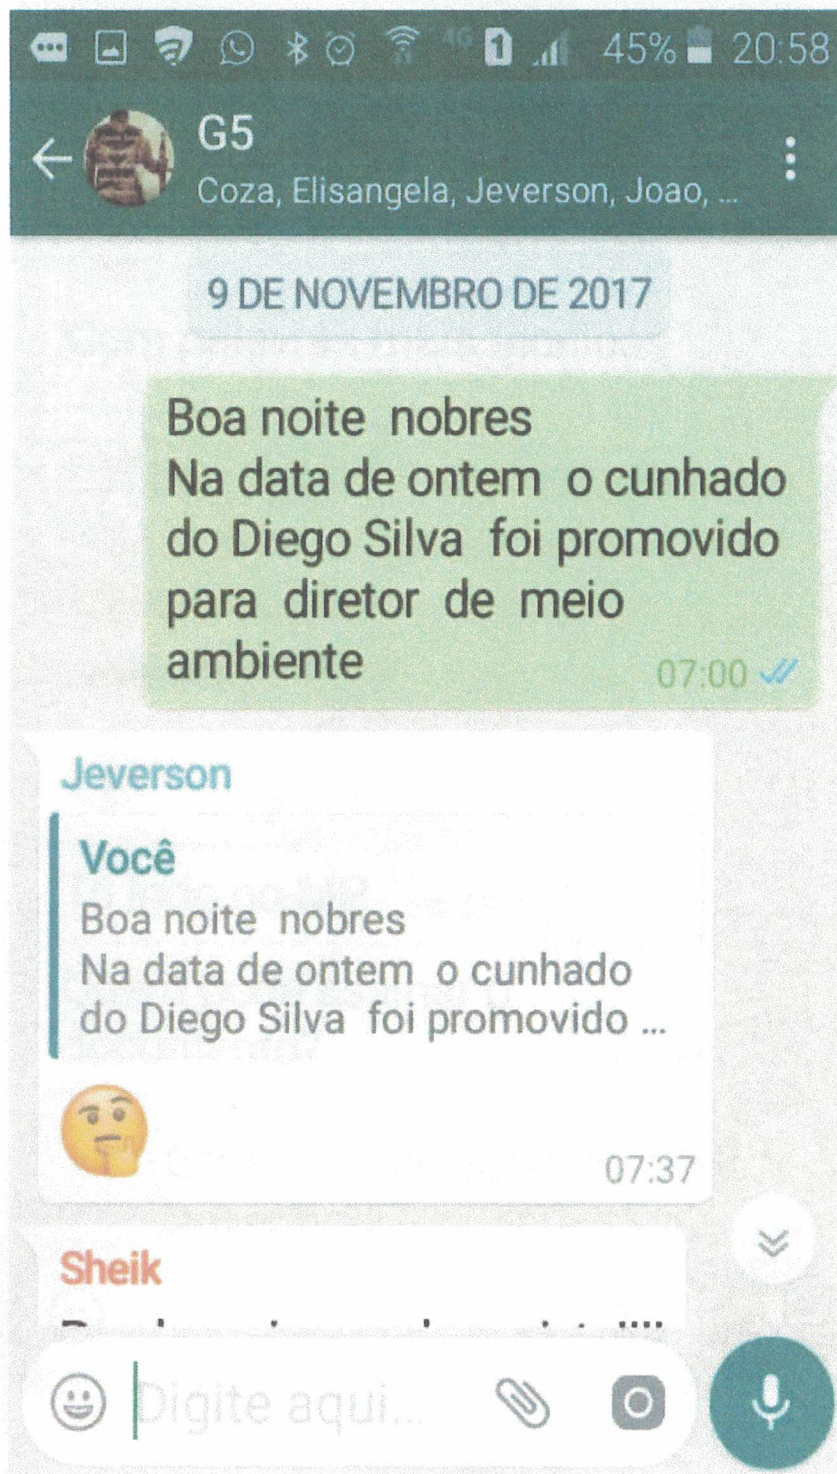 4G 1 45% 20:58
G5
Coza, Elisangela, Jeverson, Joao, ...
9 DE NOVEMBRO DE 2017
Boa noite nobres
Na data de ontem o cunhado
do Diego Silva foi promovido
para diretor de meio
ambiente
07:00
Jeverson
Você
Boa noite nobres
Na data de ontem o cunhado
do Diego Silva foi promovido ...
07:37
Sheik
Digite aqui...